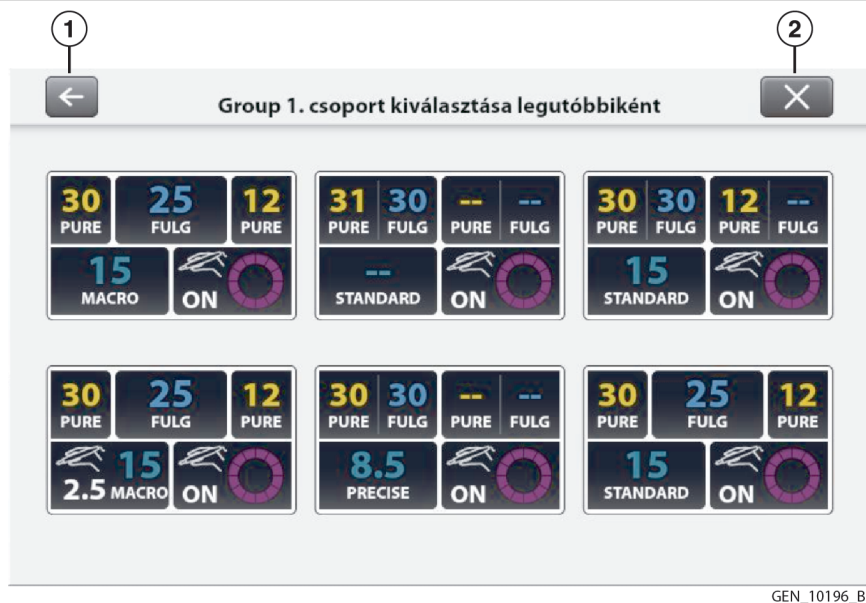 1 2
Group 1. csoport kiválasztása legutóbbiként
30 25 12
PURE FULG PURE
15
MACRO ON
31 30 -- --
PURE FULG PURE FULG
--
STANDARD ON
30 30 12 --
PURE FULG PURE FULG
15
STANDARD ON
30 25 12
PURE FULG PURE
15
2.5 MACRO ON
30 30 -- --
PURE FULG PURE FULG
8.5
PRECISE ON
30 25 12
PURE FULG PURE
15
STANDARD ON
GEN_10196_B